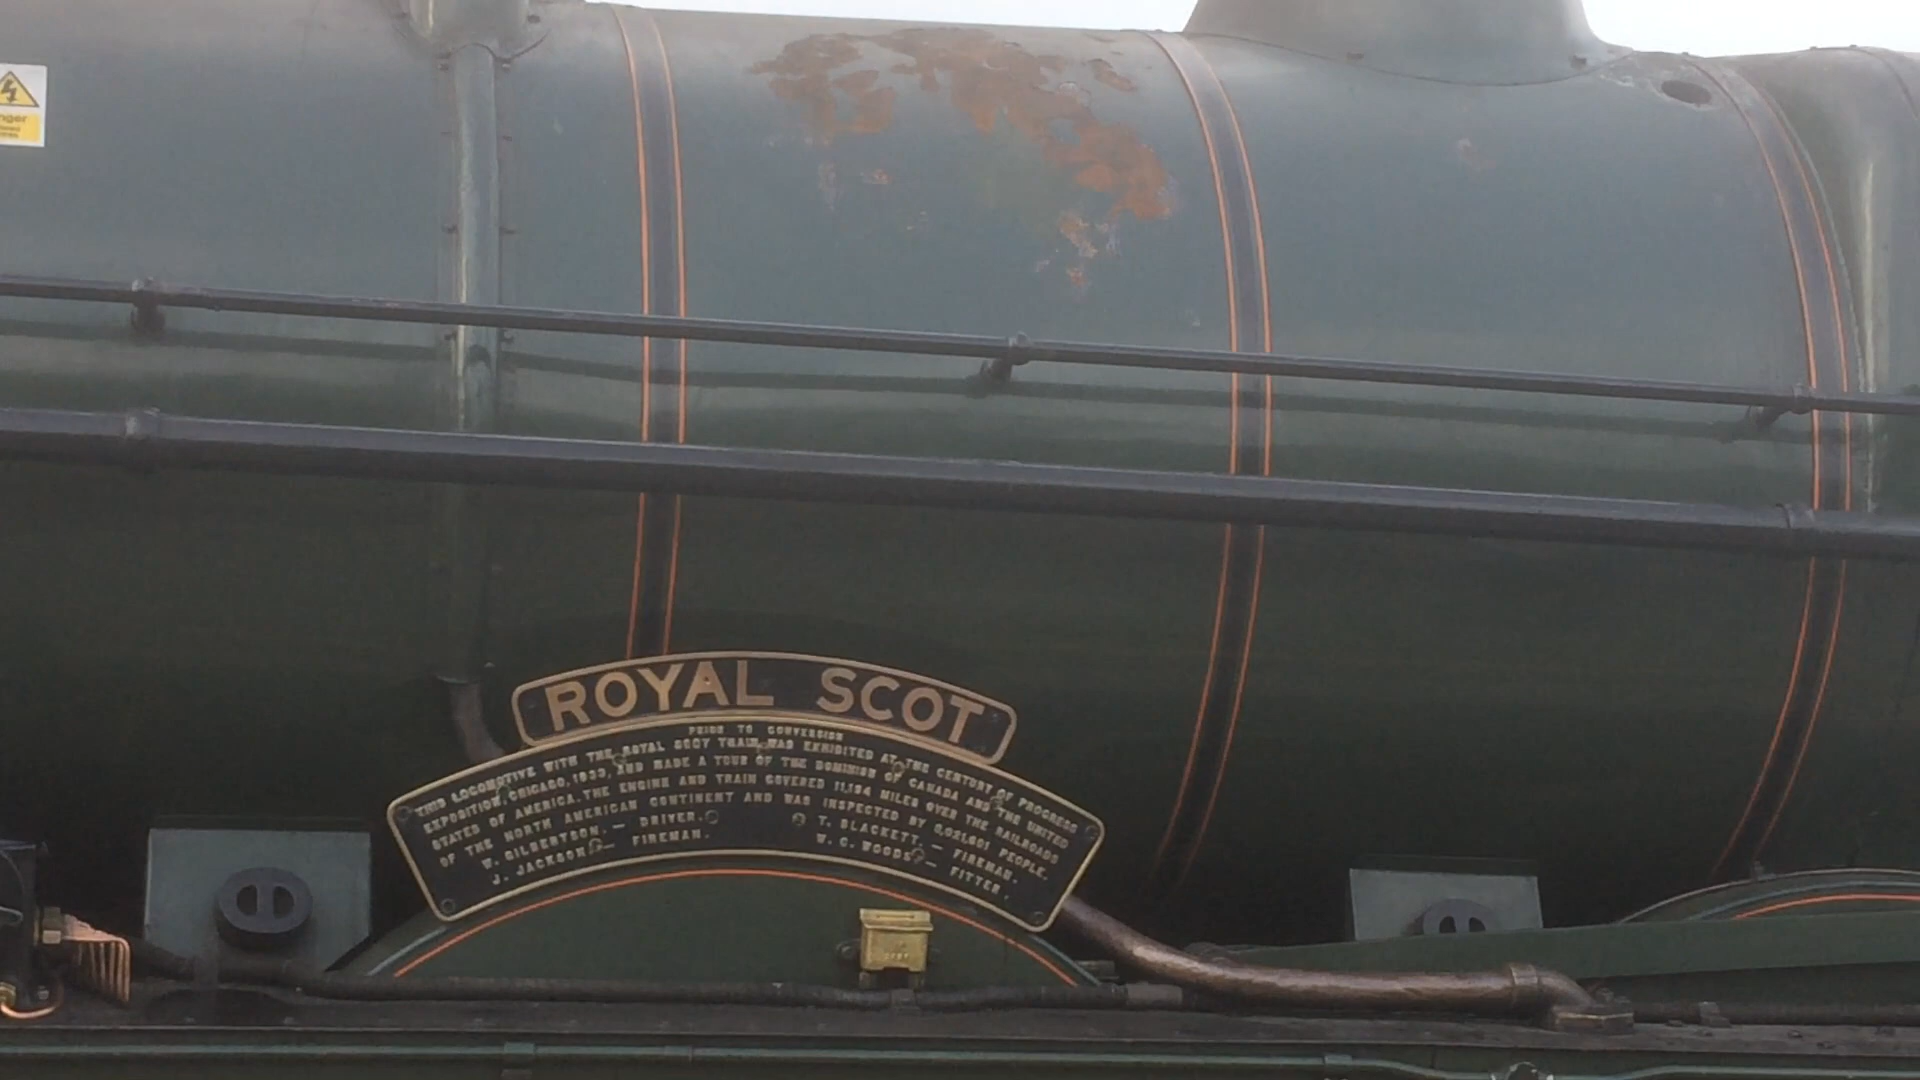 nger
ROYAL SCOT
PRIOR TO CONVERSION
THIS LOCOMOTIVE WITH THE ROYAL SCOT TRAIN WAS EXHIBITED AT THE CENTURY OF PROGRESS
EXPOSITION, CHICAGO, 1933, AND MADE A TOUR OF THE DOMINION OF CANADA AND THE UNITED
STATES OF AMERICA. THE ENGINE AND TRAIN COVERED 11,194 MILES OVER THE RAILROADS
OF THE NORTH AMERICAN CONTINENT AND WAS INSPECTED BY 3,021,601 PEOPLE.
W. GILBERTSON. — DRIVER. T. BLACKETT. — FIREMAN.
J. JACKSON — FIREMAN. W. C. WOODS — FITTER.